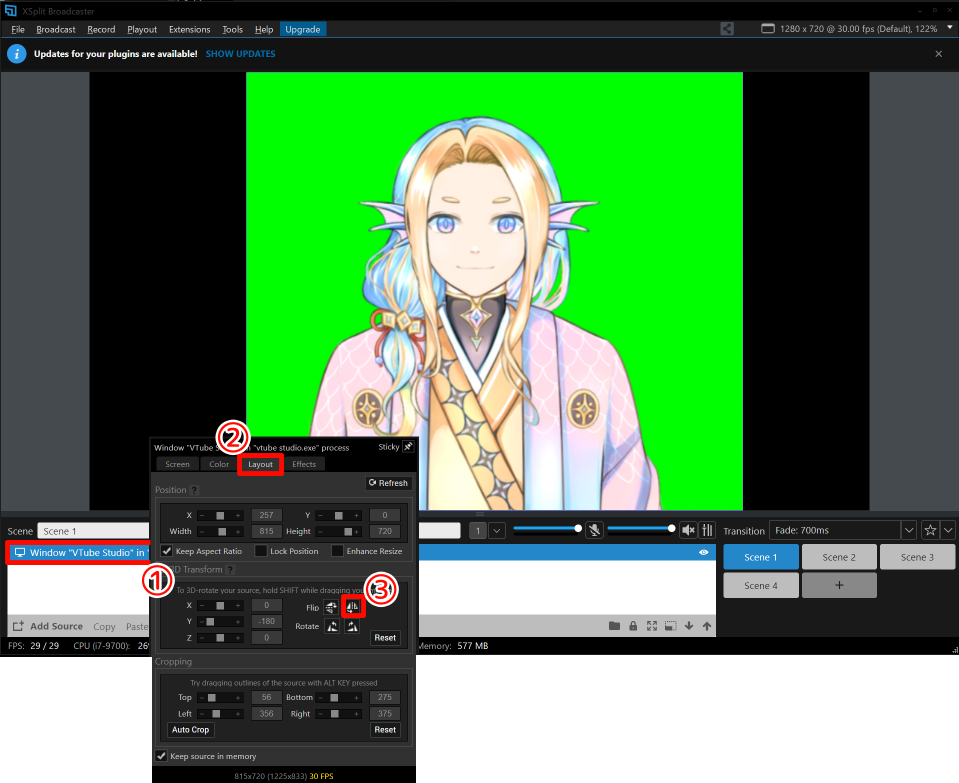 XSplit Broadcaster
File Broadcast Record Playout Extensions Tools Help Upgrade
1280 x 720 @ 30.00 fps (Default), 122%
i Updates for your plugins are available! SHOW UPDATES
②
Window "VTube S in "vtube studio.exe" process Sticky
Screen Color Layout Effects
Refresh
Position ?
X 257 Y 0
Width 815 Height 720
Keep Aspect Ratio Lock Position Enhance Resize
①
3D Transform ?
③
To 3D-rotate your source, hold SHIFT while dragging you
X 0 Flip
Y -180 Rotate
Z 0 Reset
Cropping
Try dragging outlines of the source with ALT KEY pressed
Top 56 Bottom 275
Left 356 Right 375
Auto Crop Reset
Keep source in memory
815x720 (1225x833) 30 FPS
Scene Scene 1
Window "VTube Studio" in "
Add Source Copy Paste
FPS: 29 / 29 CPU (i7-9700): 26
Memory: 577 MB
1
Transition Fade: 700ms
Scene 1 Scene 2 Scene 3
Scene 4 +